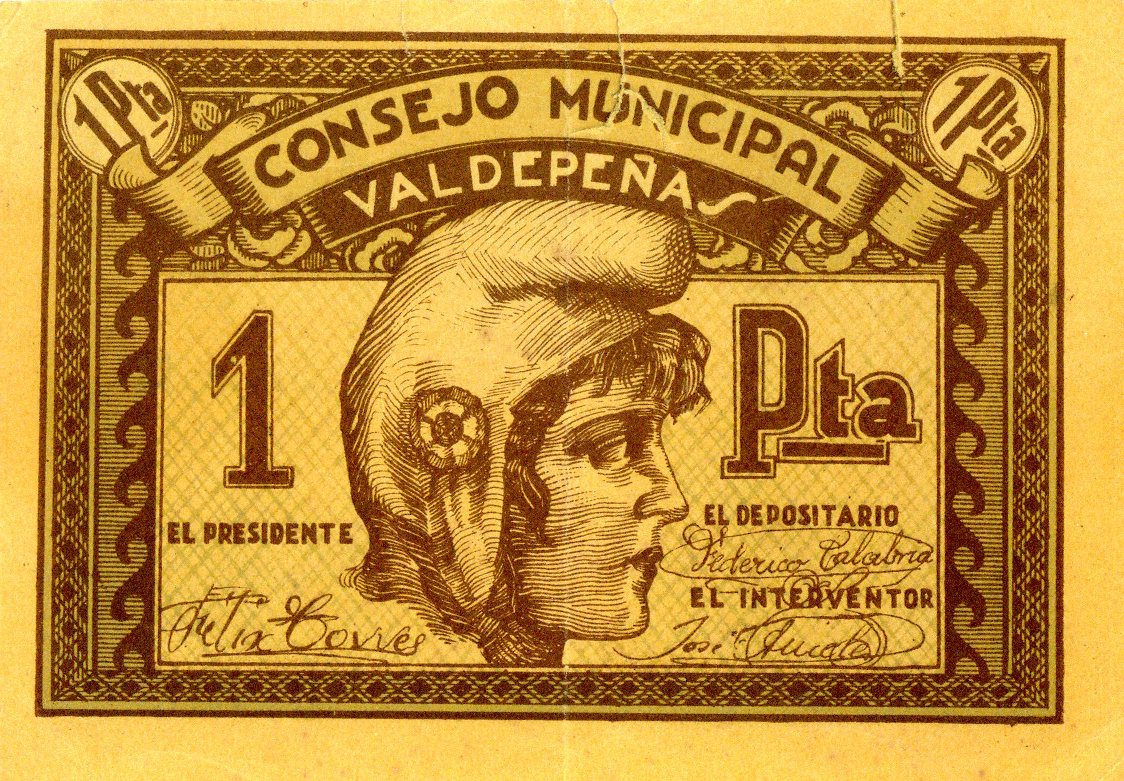 1 Pta
1 Pta
CONSEJO MUNICIPAL
VALDEPEÑAS
1 Pta
EL PRESIDENTE
EL DEPOSITARIO
Federico Calabria
EL INTERVENTOR
Felix Torres
José